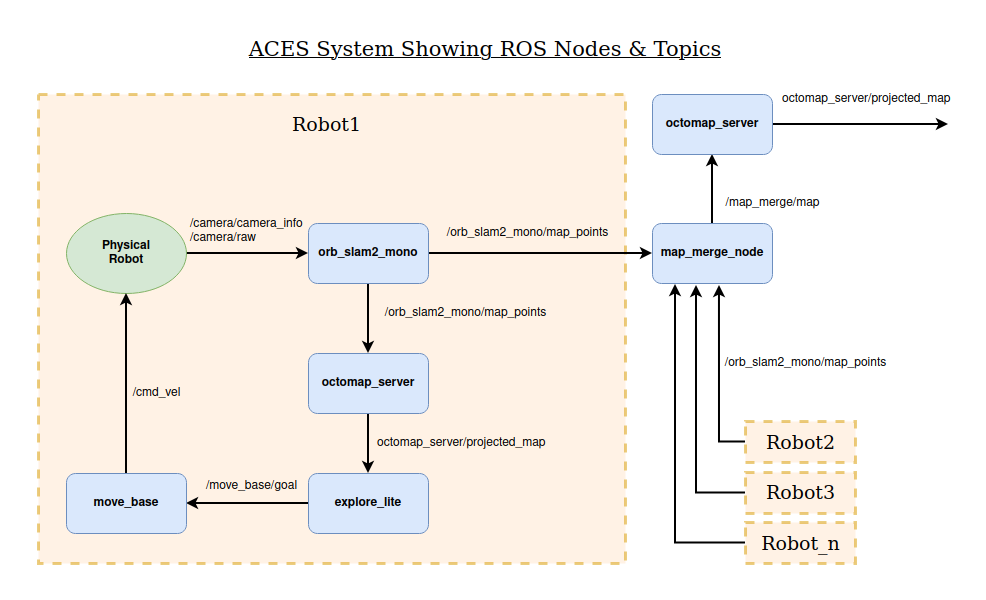 ACES System Showing ROS Nodes & Topics
Robot1
octomap_server
octomap_server/projected_map
/map_merge/map
Physical
Robot
/camera/camera_info
/camera/raw
orb_slam2_mono
/orb_slam2_mono/map_points
map_merge_node
/orb_slam2_mono/map_points
octomap_server
/orb_slam2_mono/map_points
/cmd_vel
octomap_server/projected_map
move_base
/move_base/goal
explore_lite
Robot2
Robot3
Robot_n